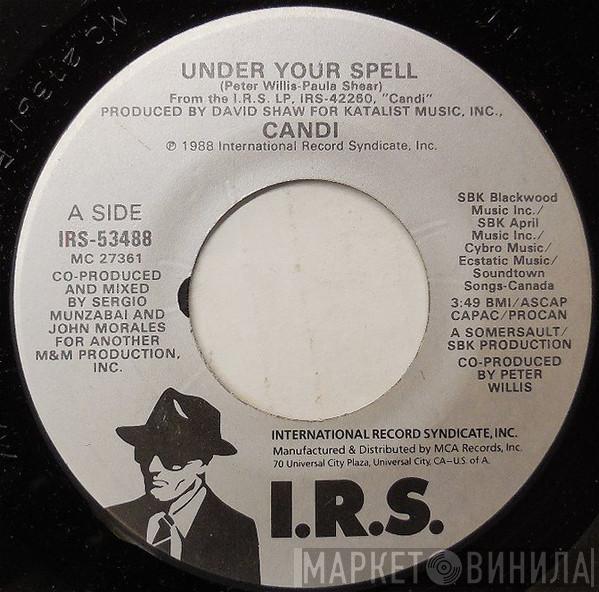 UNDER YOUR SPELL
(Peter Willis-Paula Shear)
From the I.R.S. LP, IRS-42260, "Candi"
PRODUCED BY DAVID SHAW FOR KATALIST MUSIC, INC.,
CANDI
℗ 1988 International Record Syndicate, Inc.
A SIDE
IRS-53488
MC 27361
CO-PRODUCED
AND MIXED
BY SERGIO
MUNZABAI AND
JOHN MORALES
FOR ANOTHER
M&M PRODUCTION,
INC.
SBK Blackwood
Music Inc./
SBK April
Music Inc./
Cybro Music/
Ecstatic Music/
Soundtown
Songs-Canada
3:49 BMI/ASCAP
CAPAC/PROCAN
A SOMERSAULT/
SBK PRODUCTION
CO-PRODUCED
BY PETER
WILLIS
INTERNATIONAL RECORD SYNDICATE, INC.
Manufactured & Distributed by MCA Records, Inc.
70 Universal City Plaza, Universal City, CA-U.S. of A.
I.R.S.
МАРКЕТ ВИНИЛА